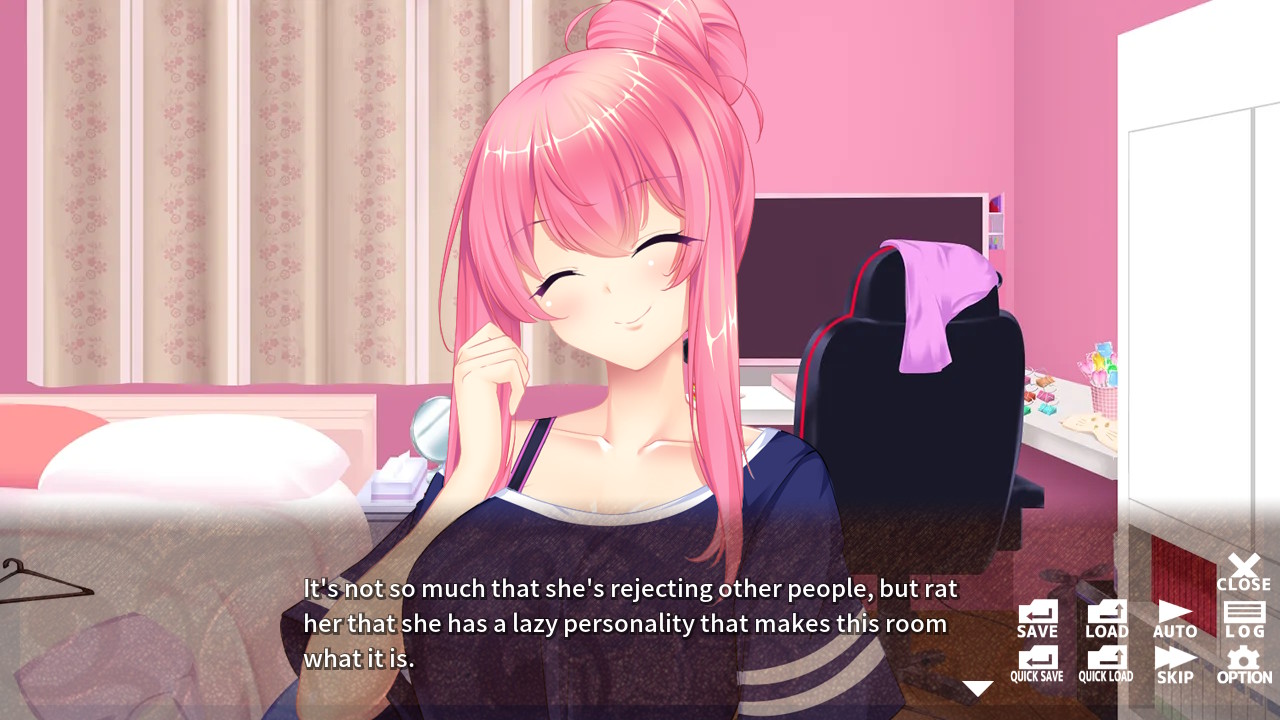 It's not so much that she's rejecting other people, but rat
her that she has a lazy personality that makes this room
what it is.
CLOSE
SAVE LOAD AUTO LOG
QUICK SAVE QUICK LOAD SKIP OPTION